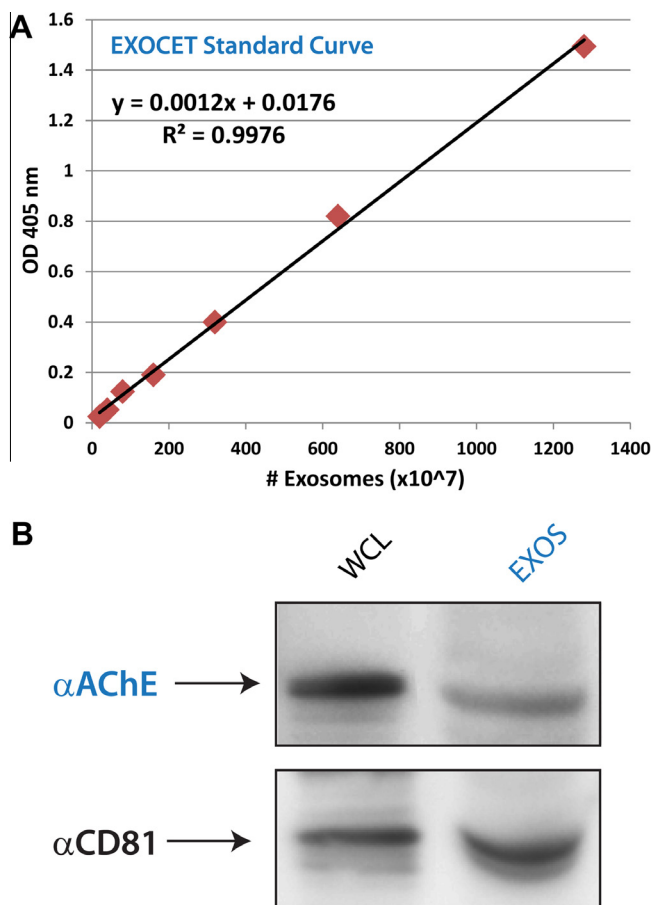 A
EXOCET Standard Curve
y = 0.0012x + 0.0176
R² = 0.9976
OD 405 nm
1.6
1.4
1.2
1
0.8
0.6
0.4
0.2
0
0 200 400 600 800 1000 1200 1400
# Exosomes (x10^7)
B
WCL EXOS
αAChE
αCD81